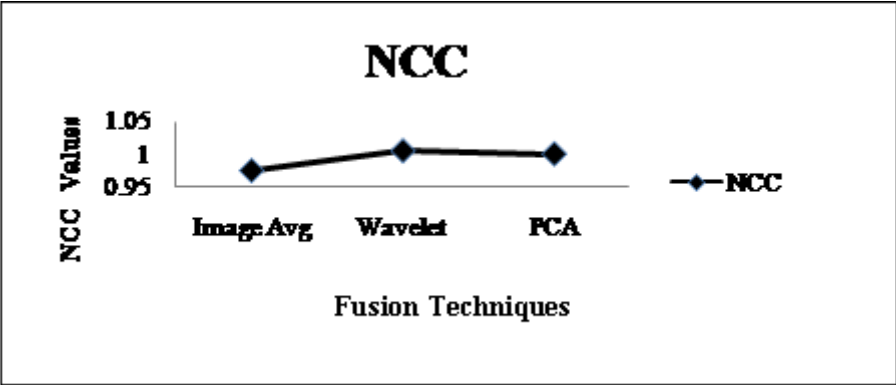 NCC
1.05
1
0.95
NCC Values
Image Avg
Wavelet
PCA
NCC
Fusion Techniques